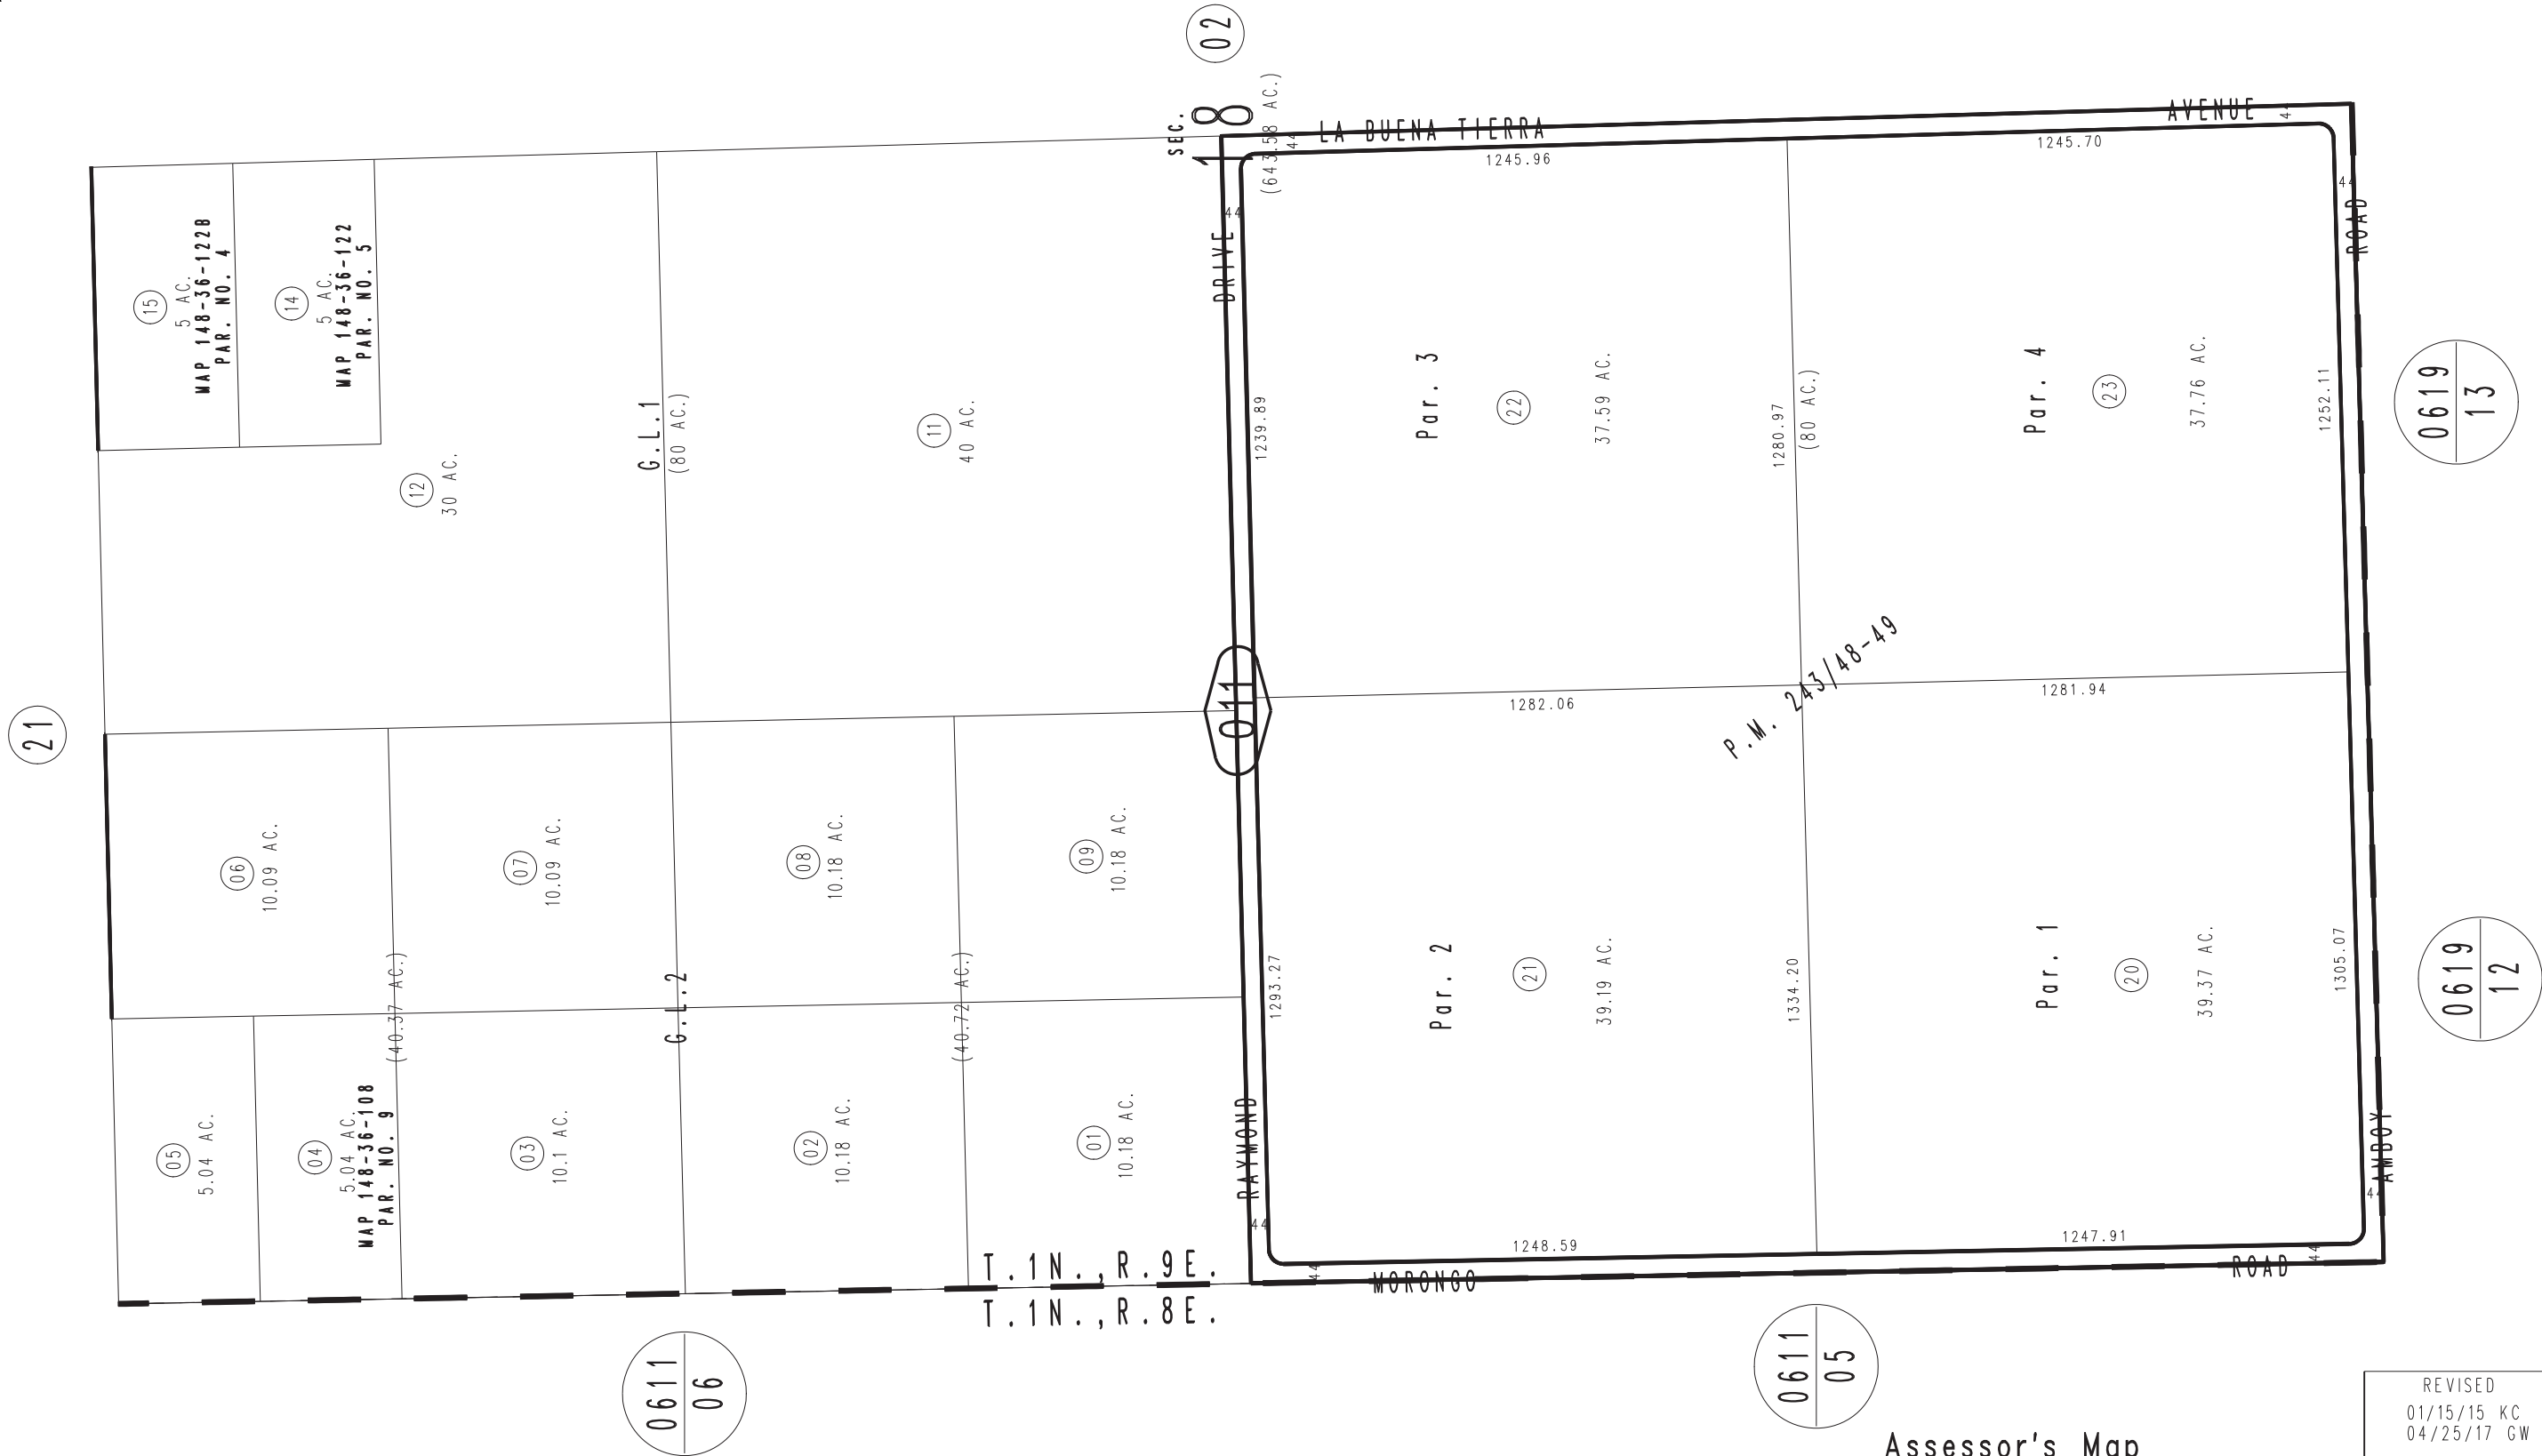 02
SEC.
18
(643.58 AC.)
21
15
5 AC.
MAP 148-36-122B
PAR. NO. 4
14
5 AC.
MAP 148-36-122
PAR. NO. 5
12
30 AC.
G.L.1
(80 AC.)
11
40 AC.
06
10.09 AC.
07
10.09 AC.
08
10.18 AC.
09
10.18 AC.
(40.37 AC.)
G.L.2
(40.72 AC.)
05
5.04 AC.
04
5.04 AC.
MAP 148-36-108
PAR. NO. 9
03
10.1 AC.
02
10.18 AC.
01
10.18 AC.
T.1N.,R.9E.
T.1N.,R.8E.
RAYMOND DRIVE
44
44
011
LA BUENA TIERRA AVENUE
44
44
1245.96
1245.70
1239.89
Par. 3
22
37.59 AC.
1280.97
(80 AC.)
Par. 4
23
37.76 AC.
1252.11
1282.06
1281.94
P.M. 243/48-49
1293.27
Par. 2
21
39.19 AC.
1334.20
Par. 1
20
39.37 AC.
1305.07
1248.59
1247.91
MORONGO ROAD
44
44
AMBOY ROAD
44
44
0619
13
0619
12
0611
06
0611
05
Assessor's Map
REVISED
01/15/15 KC
04/25/17 GW